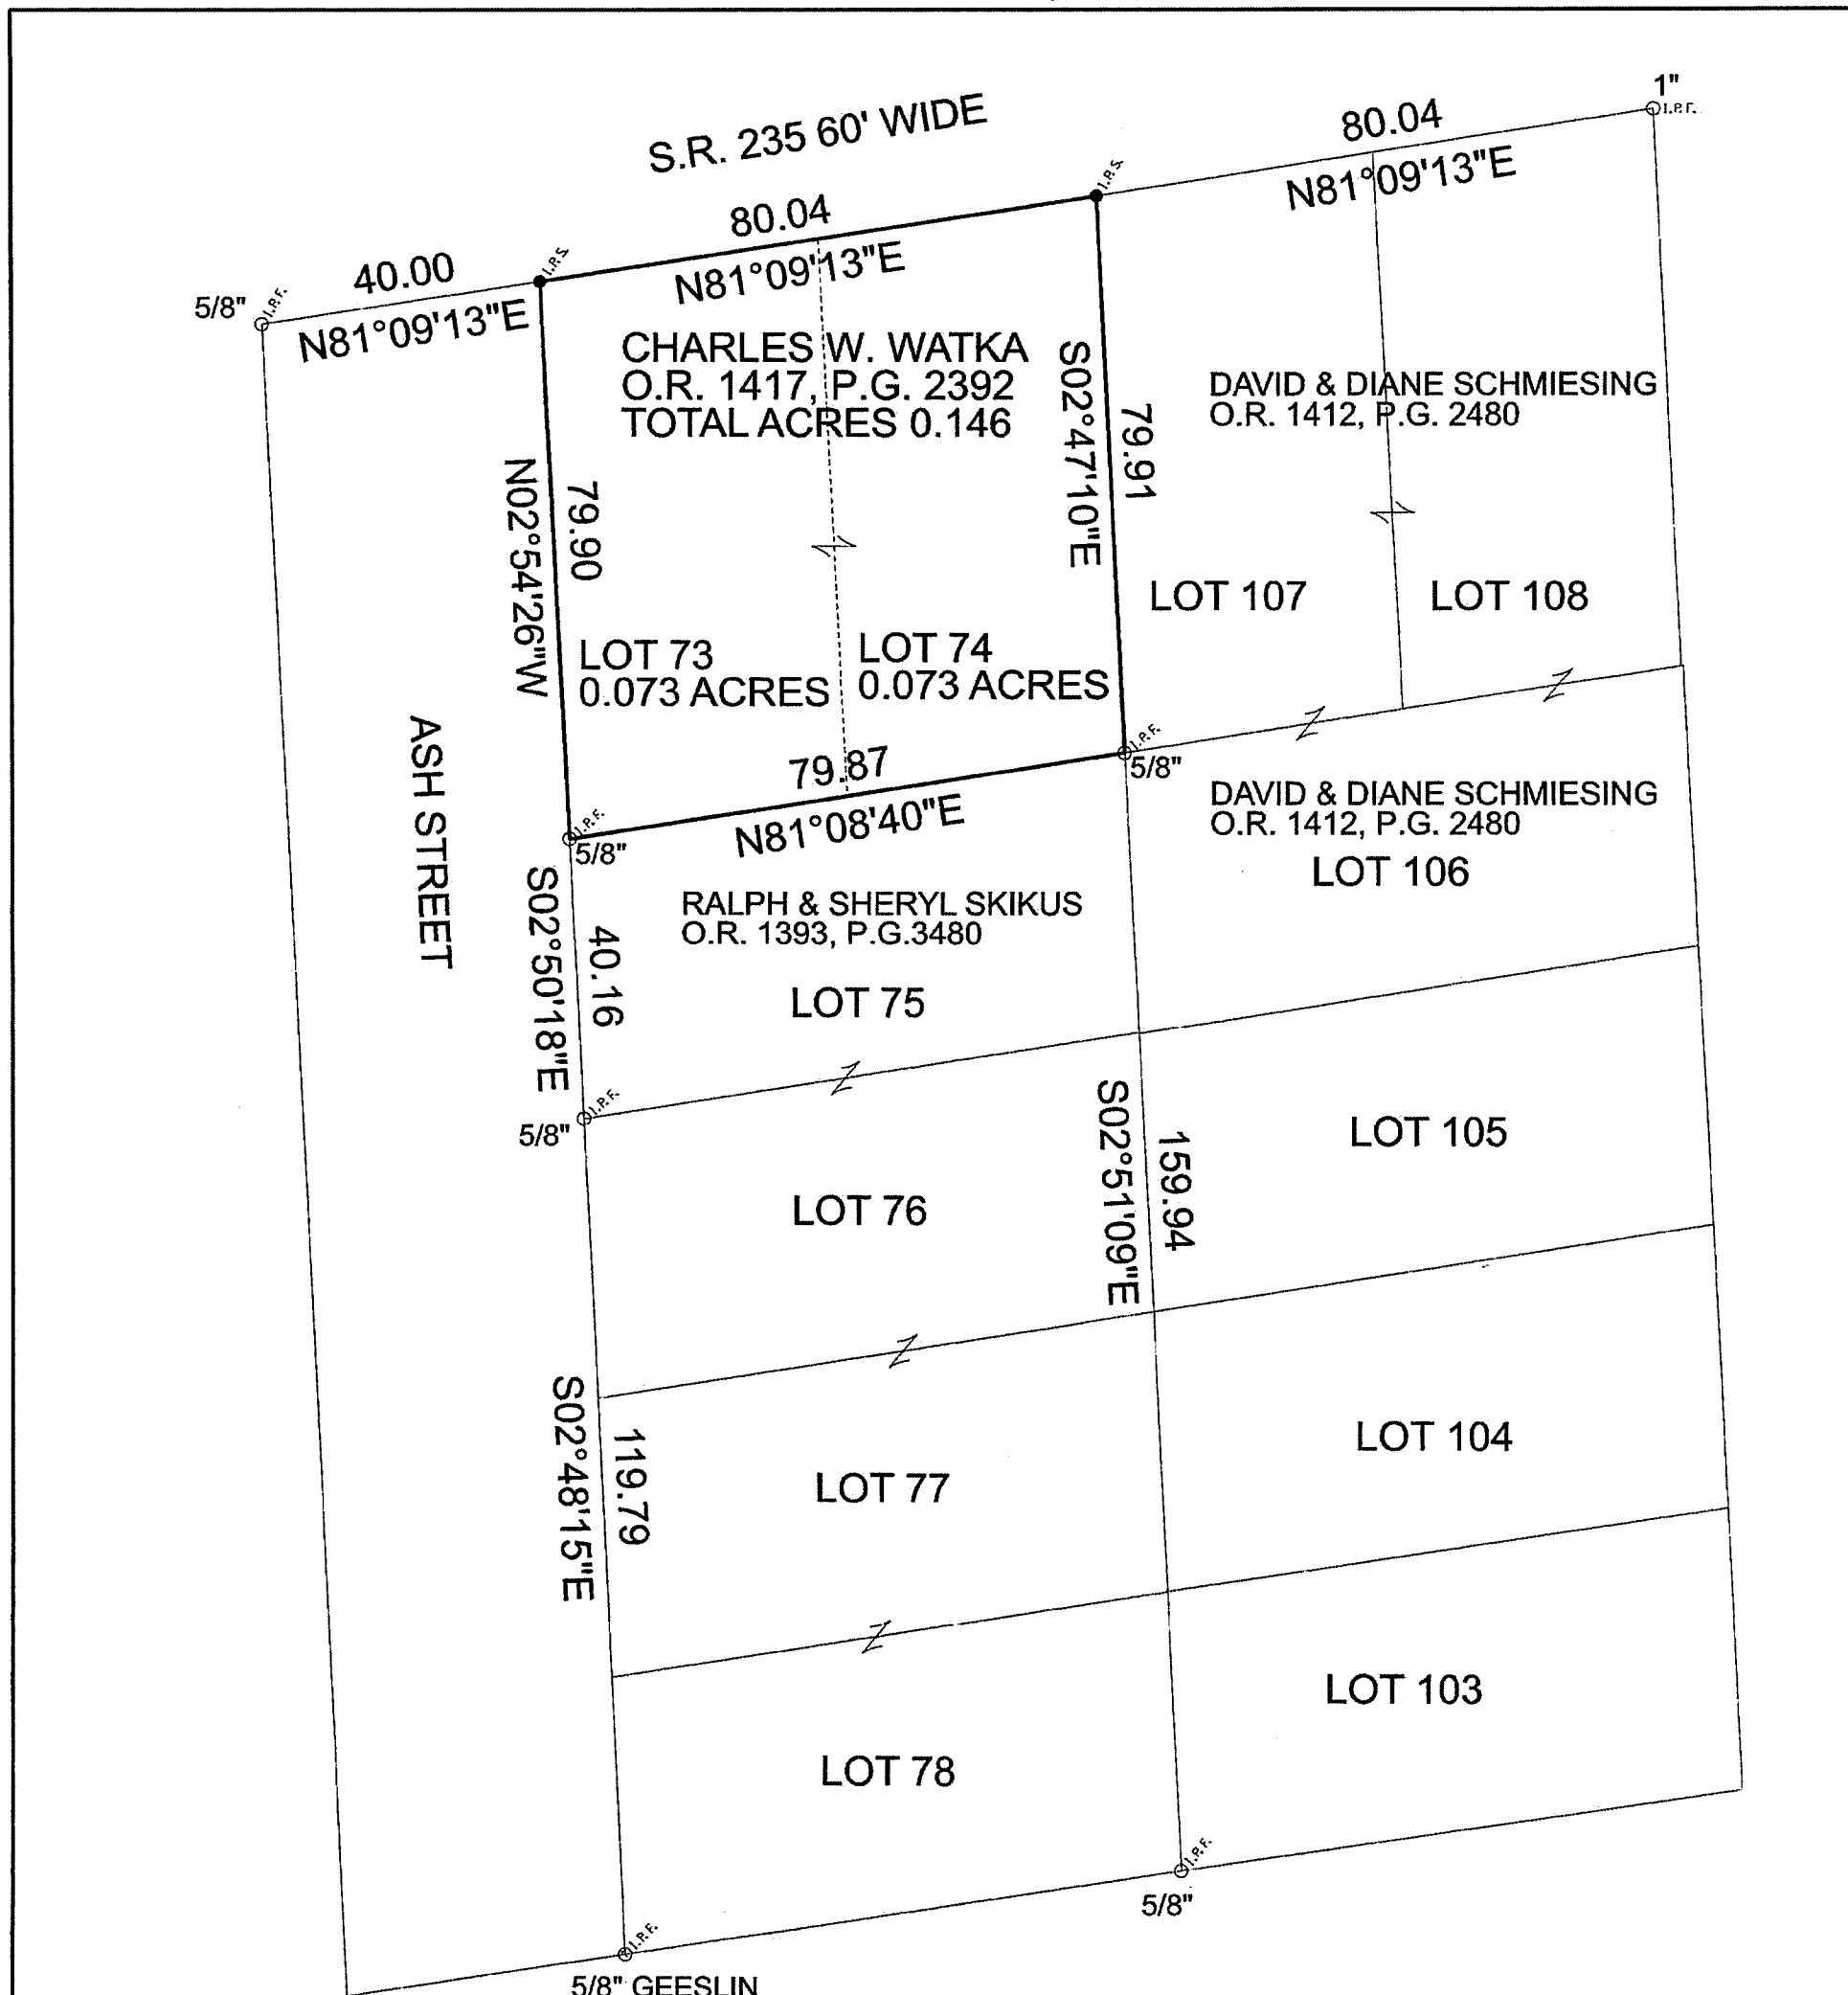 S.R. 235 60' WIDE
1"
I.P.F.
80.04
N81°09'13"E
I.P.S.
80.04
N81°09'13"E
I.P.S.
40.00
N81°09'13"E
5/8"
I.P.F.
CHARLES W. WATKA
O.R. 1417, P.G. 2392
TOTAL ACRES 0.146
S02°47'10"E
79.91
DAVID & DIANE SCHMIESING
O.R. 1412, P.G. 2480
N02°54'26"W
79.90
LOT 107
LOT 108
LOT 73
0.073 ACRES
LOT 74
0.073 ACRES
ASH STREET
79.87
N81°08'40"E
I.P.F.
5/8"
I.P.F.
5/8"
DAVID & DIANE SCHMIESING
O.R. 1412, P.G. 2480
LOT 106
RALPH & SHERYL SKIKUS
O.R. 1393, P.G.3480
LOT 75
S02°50'18"E
40.16
I.P.F.
5/8"
S02°51'09"E
159.94
LOT 105
LOT 76
S02°48'15"E
119.79
LOT 104
LOT 77
LOT 103
LOT 78
I.P.F.
5/8"
I.P.F.
5/8" GEESLIN